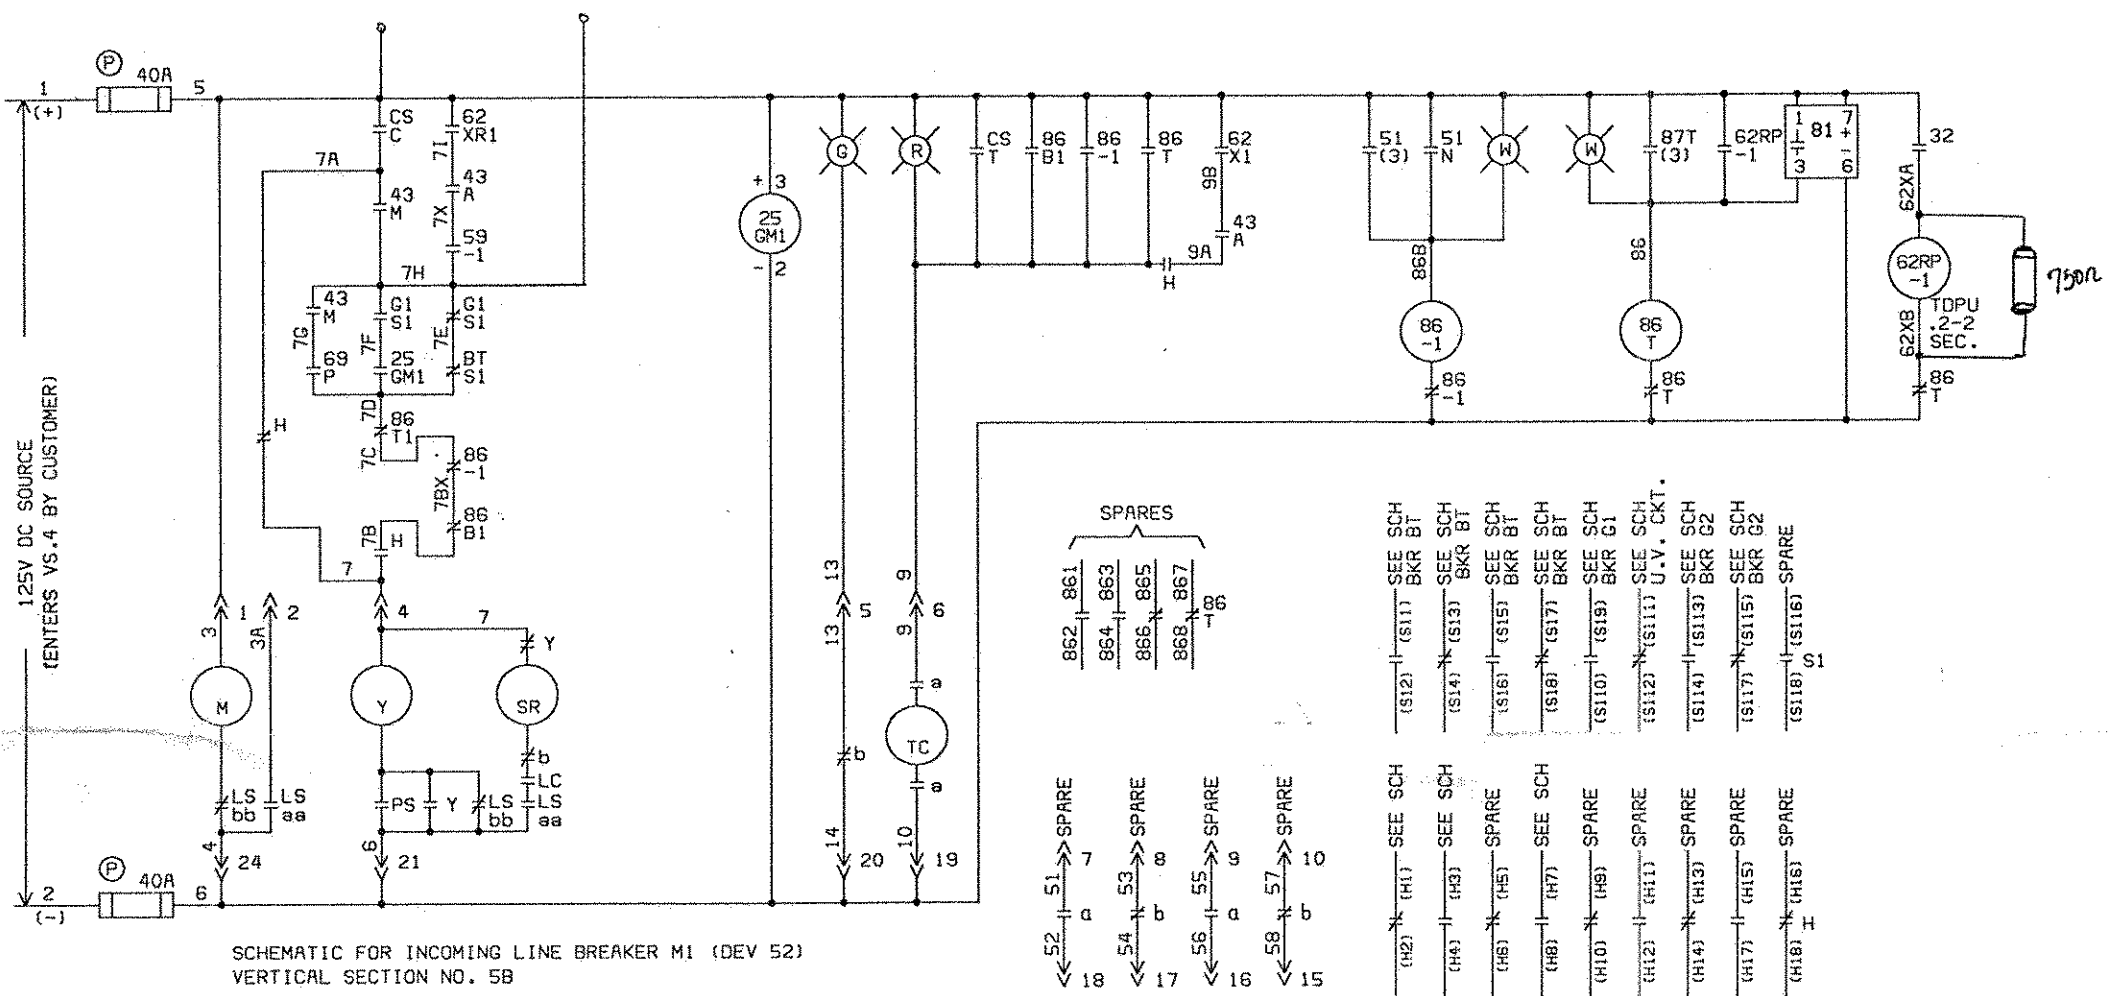 P
40A
1
(+)
5
CS
C
62
XR1
7A
7I
43
M
43
A
7X
59
-1
7H
43
M
G1
S1
G1
S1
7G
7F
7E
69
P
25
GM1
BT
S1
7D
86
T1
7C
86
-1
7BX
86
B1
7B
H
H
7
125V DC SOURCE
(ENTERS VS.4 BY CUSTOMER)
+ 3
25
GM1
- 2
G
R
CS
T
86
B1
86
-1
86
T
62
X1
9B
43
A
9A
H
51
(3)
51
N
W
W
87T
(3)
62RP
-1
1
81
7
+
-
3
6
32
62XA
86B
86
86
-1
86
T
62RP
-1
TDPU
.2-2
SEC.
62XB
750Ω
86
-1
86
T
86
T
1
2
4
7
3
3A
Y
M
Y
SR
b
LC
LS
bb
LS
aa
PS
Y
LS
bb
LS
aa
4
24
6
21
13
5
13
b
14
20
9
6
9
a
TC
a
10
19
P
40A
2
(-)
6
SPARES
861
863
865
867
862
864
866
868
86
T
SEE SCH
BKR BT
SEE SCH
BKR BT
SEE SCH
BKR BT
SEE SCH
BKR BT
SEE SCH
BKR G1
SEE SCH
U.V. CKT.
SEE SCH
BKR G2
SEE SCH
BKR G2
SPARE
(S11)
(S13)
(S15)
(S17)
(S19)
(S111)
(S113)
(S115)
(S116)
S1
(S12)
(S14)
(S16)
(S18)
(S110)
(S112)
(S114)
(S117)
(S118)
SPARE
SPARE
SPARE
SPARE
7
8
9
10
51
53
55
57
a
b
a
b
52
54
56
58
18
17
16
15
SEE SCH
SEE SCH
SPARE
SEE SCH
SPARE
SPARE
SPARE
SPARE
SPARE
(H1)
(H3)
(H5)
(H7)
(H9)
(H11)
(H13)
(H15)
(H16)
H
(H2)
(H4)
(H6)
(H8)
(H10)
(H12)
(H14)
(H17)
(H18)
SCHEMATIC FOR INCOMING LINE BREAKER M1 (DEV 52)
VERTICAL SECTION NO. 5B